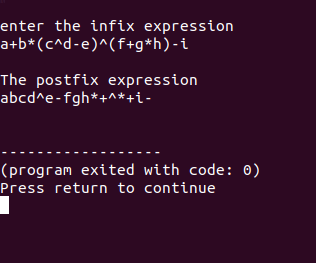 enter the infix expression
a+b*(c^d-e)^(f+g*h)-i
The postfix expression
abcd^e-fgh*+^*+i-
------------------
(program exited with code: 0)
Press return to continue